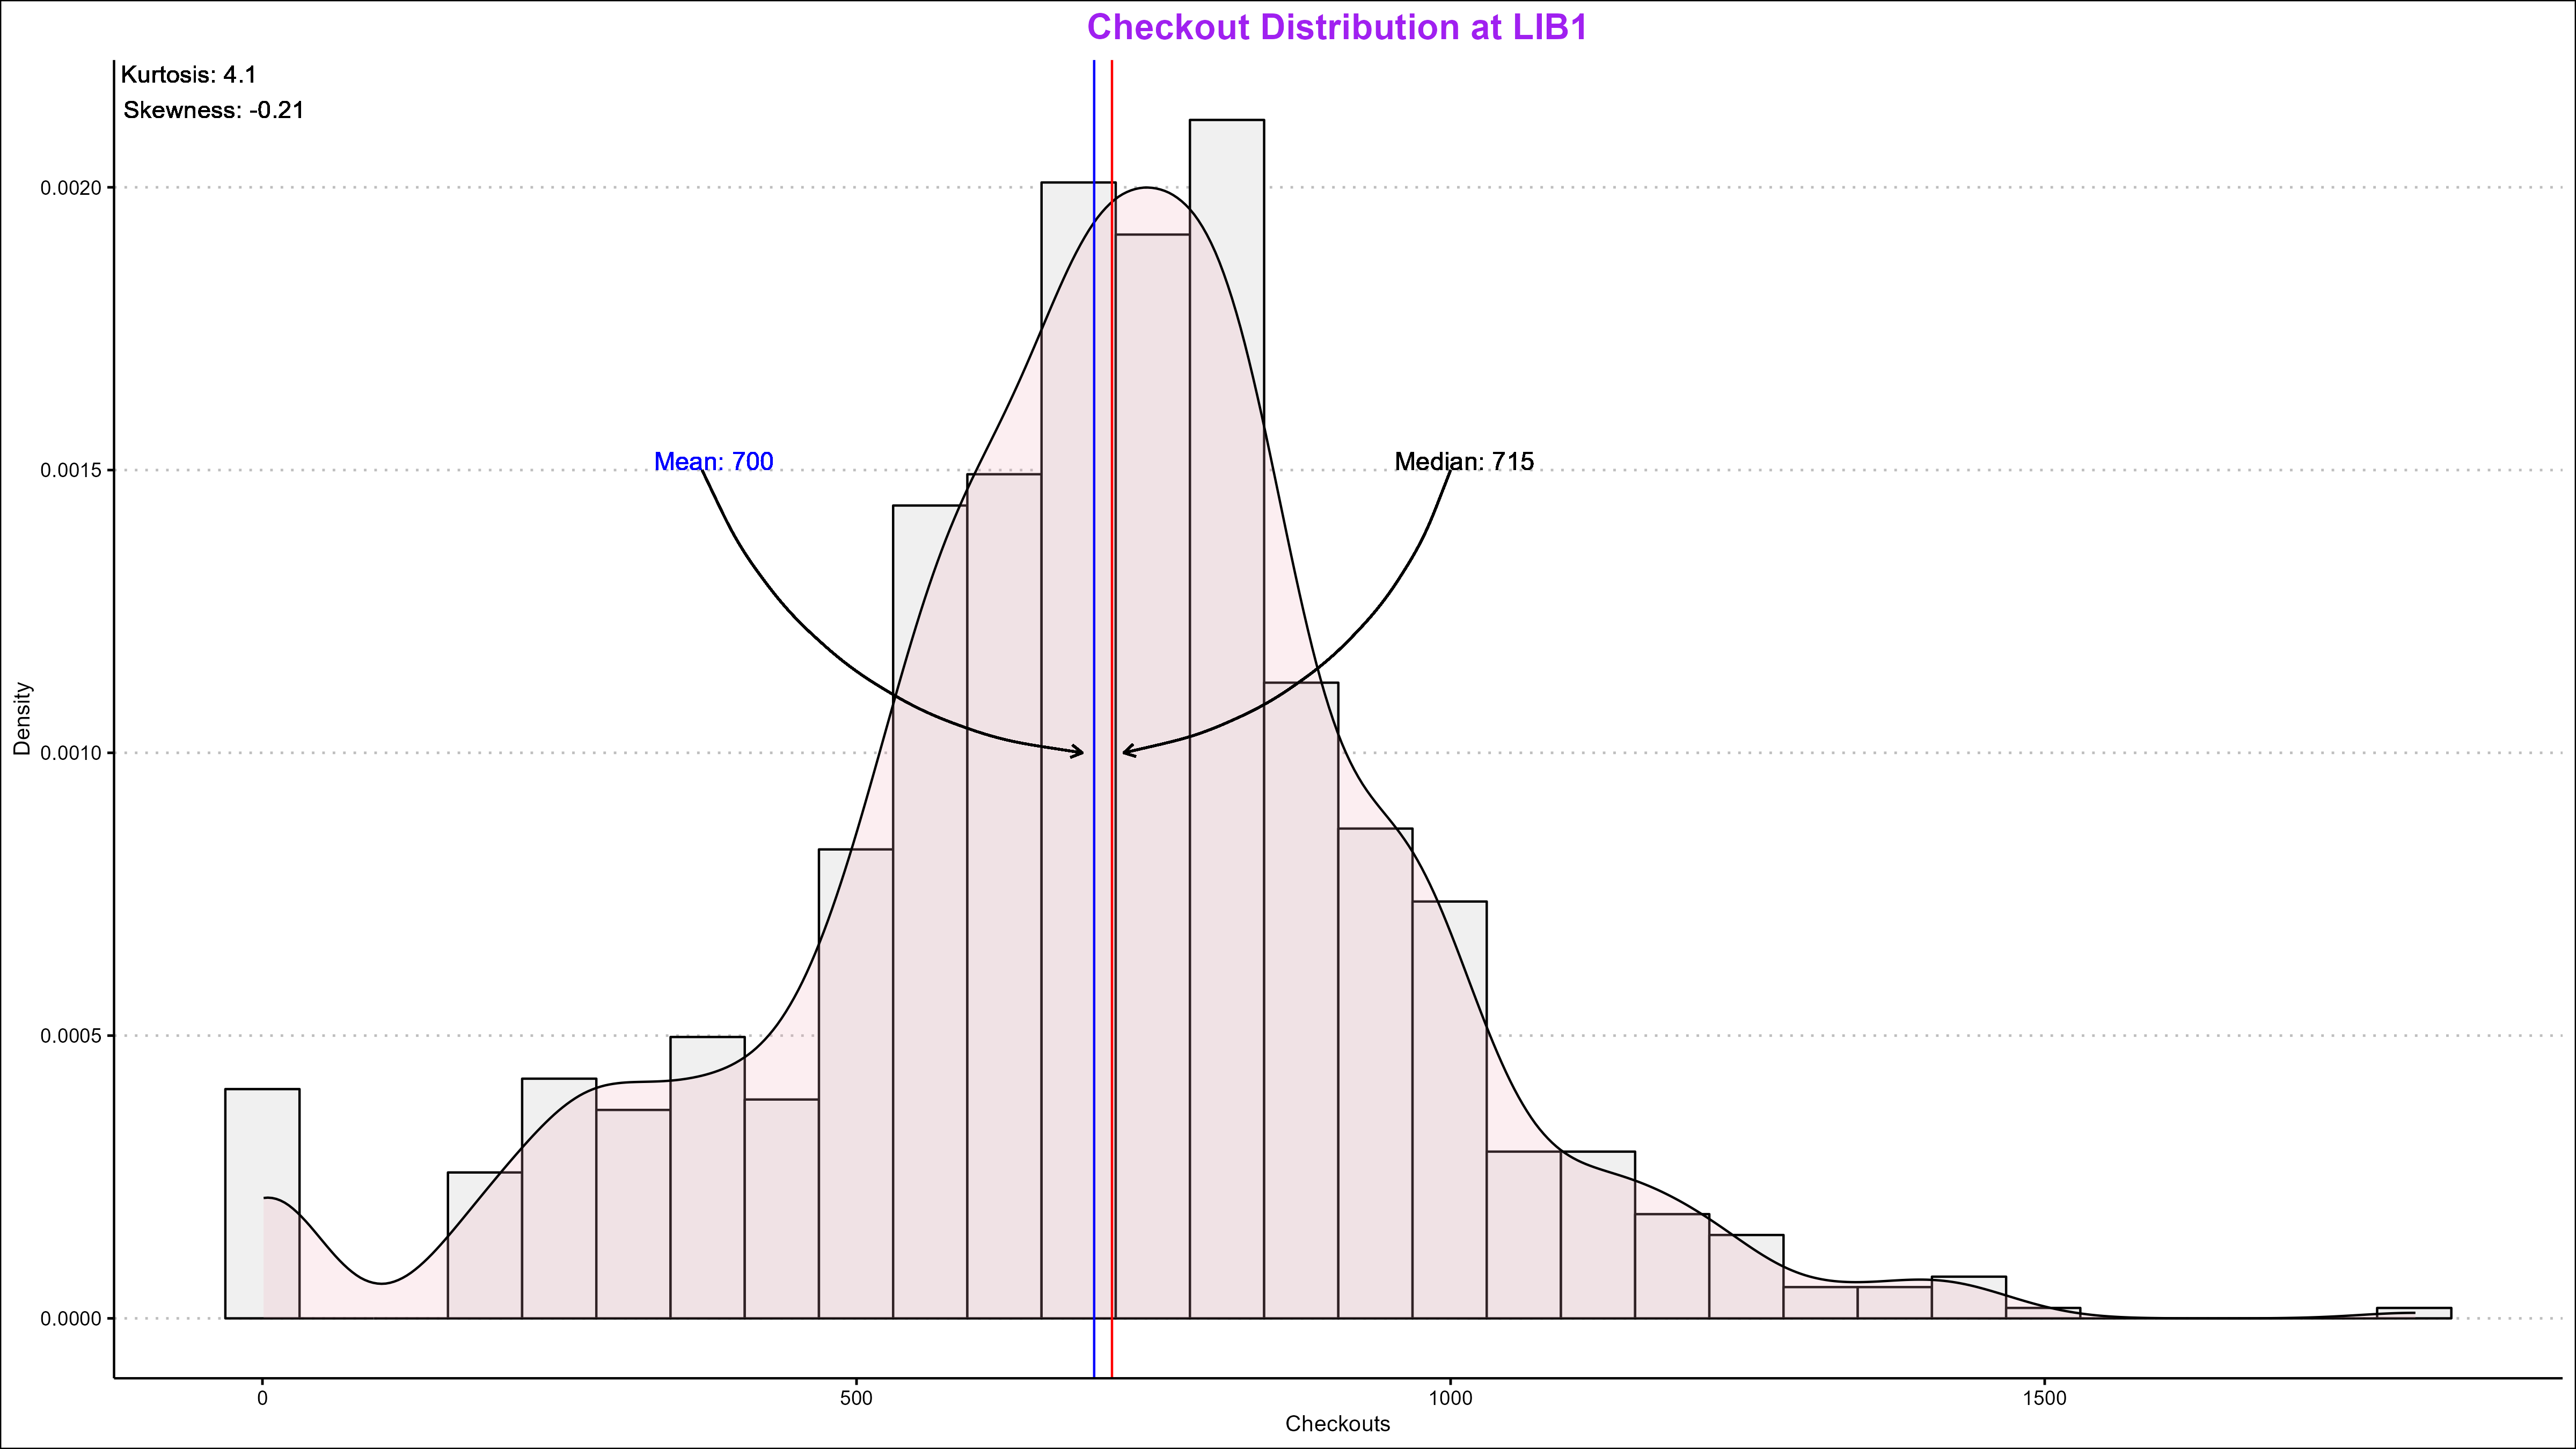 Checkout Distribution at LIB1
Kurtosis: 4.1
Skewness: -0.21
0.0020
Mean: 700
Median: 715
0.0015
Density
0.0010
0.0005
0.0000
0
500
1000
1500
Checkouts